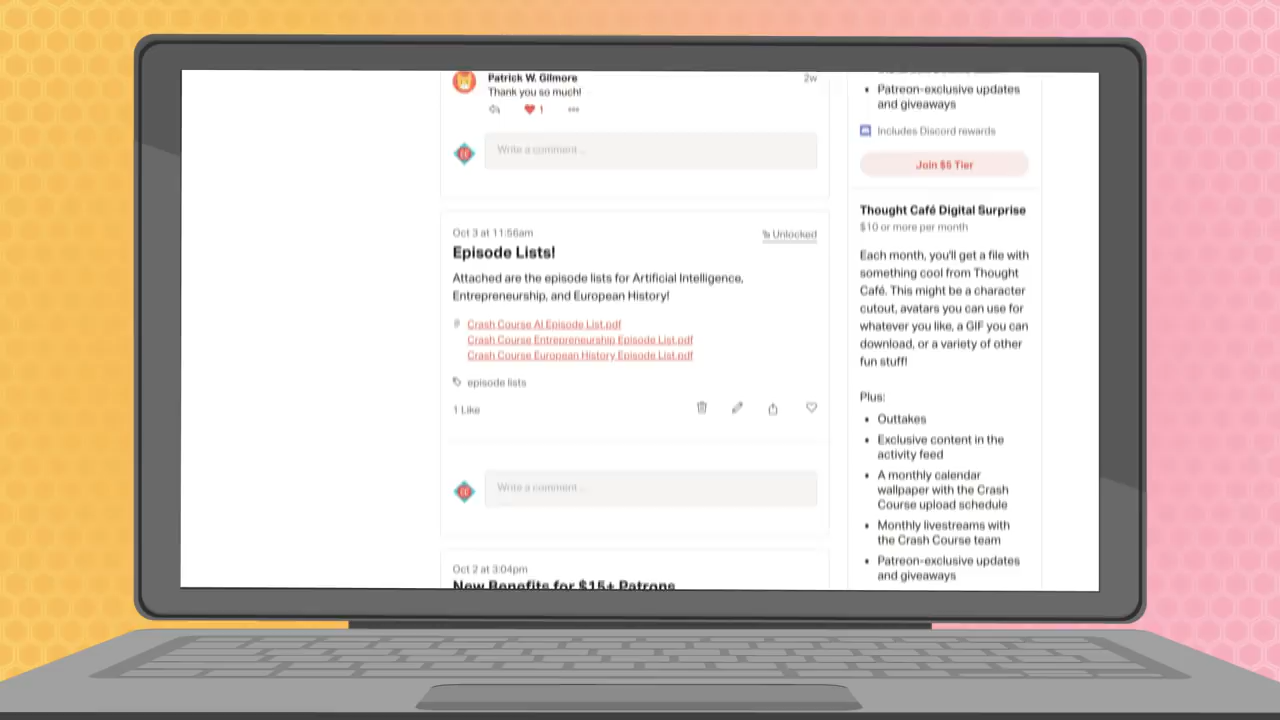 Patrick W. Gilmore
2w
Thank you so much!
1
Write a comment ...
Oct 3 at 11:56am
Unlocked
Episode Lists!
Attached are the episode lists for Artificial Intelligence,
Entrepreneurship, and European History!
Crash Course AI Episode List.pdf
Crash Course Entrepreneurship Episode List.pdf
Crash Course European History Episode List.pdf
episode lists
1 Like
Write a comment ...
Oct 2 at 3:04pm
New Benefits for $15+ Patrons
Patreon-exclusive updates
and giveaways
Includes Discord rewards
Join $5 Tier
Thought Café Digital Surprise
$10 or more per month
Each month, you'll get a file with
something cool from Thought
Café. This might be a character
cutout, avatars you can use for
whatever you like, a GIF you can
download, or a variety of other
fun stuff!
Plus:
Outtakes
Exclusive content in the
activity feed
A monthly calendar
wallpaper with the Crash
Course upload schedule
Monthly livestreams with
the Crash Course team
Patreon-exclusive updates
and giveaways